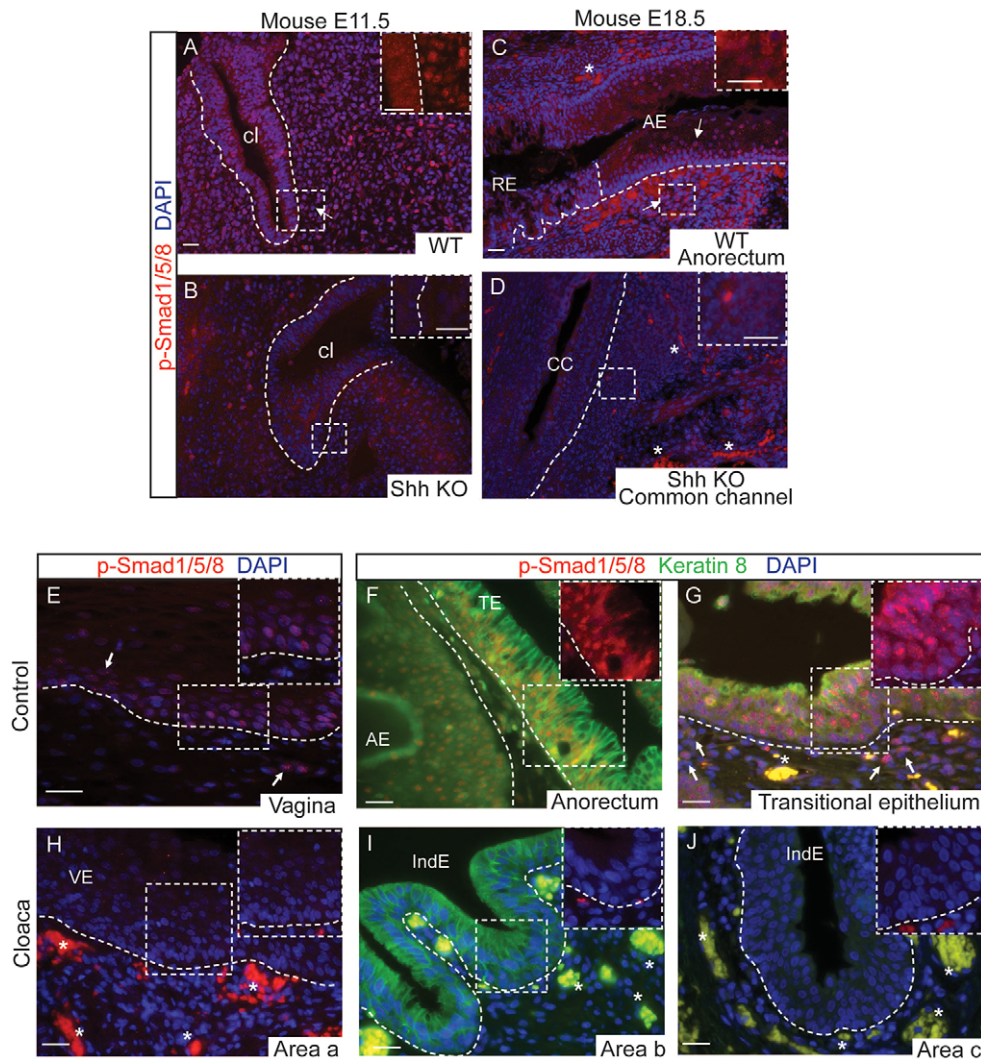 Mouse E11.5
Mouse E18.5
p-Smad1/5/8 DAPI
A
cl
WT
C
*
AE
RE
WT
Anorectum
B
cl
Shh KO
D
CC
*
*
*
Shh KO
Common channel
p-Smad1/5/8 DAPI
p-Smad1/5/8 Keratin 8 DAPI
Control
E
Vagina
F
TE
AE
Anorectum
G
*
Transitional epithelium
Cloaca
H
VE
*
*
*
*
Area a
I
IndE
*
*
*
Area b
J
IndE
*
*
*
*
Area c